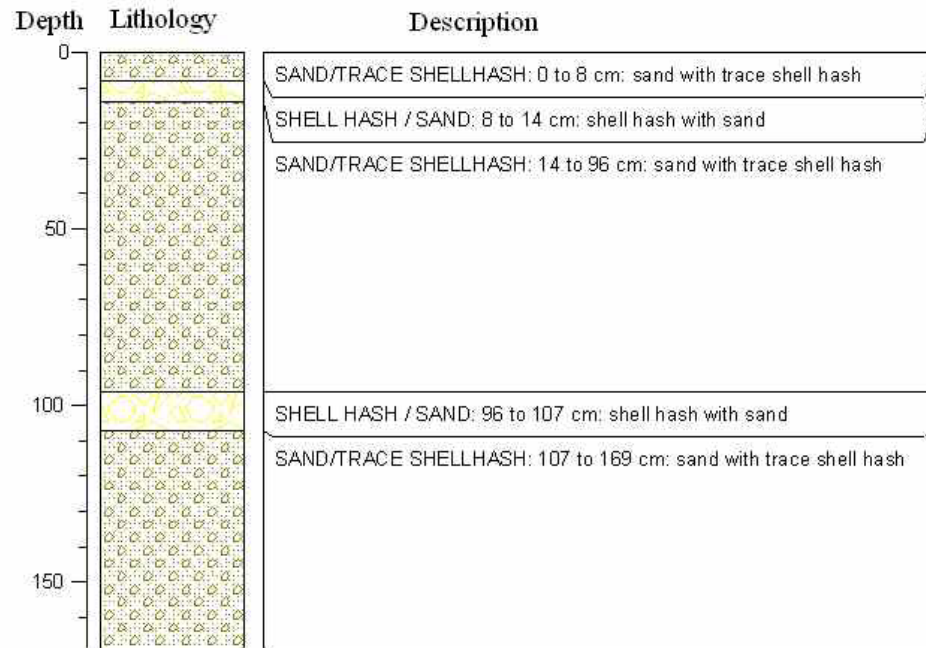 Depth Lithology Description
0
SAND/TRACE SHELLHASH: 0 to 8 cm: sand with trace shell hash
SHELL HASH / SAND: 8 to 14 cm: shell hash with sand
SAND/TRACE SHELLHASH: 14 to 96 cm: sand with trace shell hash
50
100
SHELL HASH / SAND: 96 to 107 cm: shell hash with sand
SAND/TRACE SHELLHASH: 107 to 169 cm: sand with trace shell hash
150